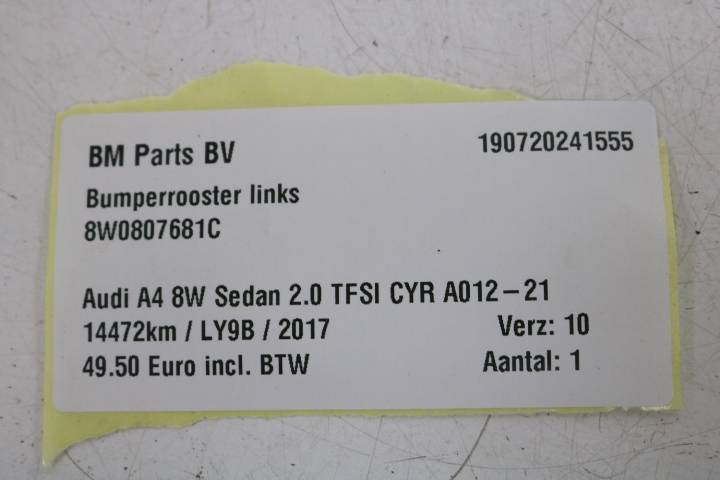 BM Parts BV 190720241555
Bumperrooster links
8W0807681C
Audi A4 8W Sedan 2.0 TFSI CYR A012-21
14472km / LY9B / 2017 Verz: 10
49.50 Euro incl. BTW Aantal: 1